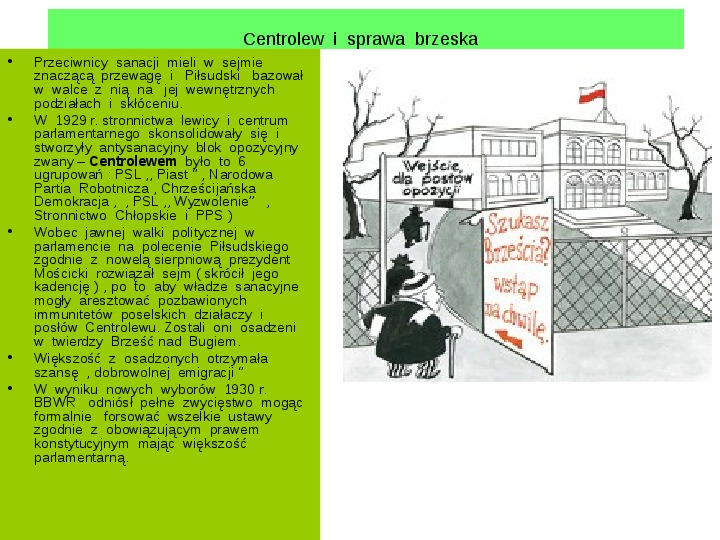 Centrolew i sprawa brzeska
• Przeciwnicy sanacji mieli w sejmie
znaczącą przewagę i Piłsudski bazował
w walce z nią na jej wewnętrznych
podziałach i skłóceniu.
• W 1929 r. stronnictwa lewicy i centrum
parlamentarnego skonsolidowały się i
stworzyły antysanacyjny blok opozycyjny
zwany – Centrolewem było to 6
ugrupowań : PSL ,, Piast ” , Narodowa
Partia Robotnicza , Chrześcijańska
Demokracja , , PSL ,, Wyzwolenie” ,
Stronnictwo Chłopskie i PPS )
• Wobec jawnej walki politycznej w
parlamencie na polecenie Piłsudskiego
zgodnie z nowelą sierpniową prezydent
Mościcki rozwiązał sejm ( skrócił jego
kadencję ) , po to aby władze sanacyjne
mogły aresztować pozbawionych
immunitetów poselskich działaczy i
posłów Centrolewu. Zostali oni osadzeni
w twierdzy Brześć nad Bugiem.
• Większość z osadzonych otrzymała
szansę , dobrowolnej emigracji ”
• W wyniku nowych wyborów 1930 r.
BBWR odniósł pełne zwycięstwo mogąc
formalnie forsować wszelkie ustawy
zgodnie z obowiązującym prawem
konstytucyjnym mając większość
parlamentarną.
Wejście
dla posłów
opozycji
Szukasz
Brześcia?
wstąp
na chwilę.